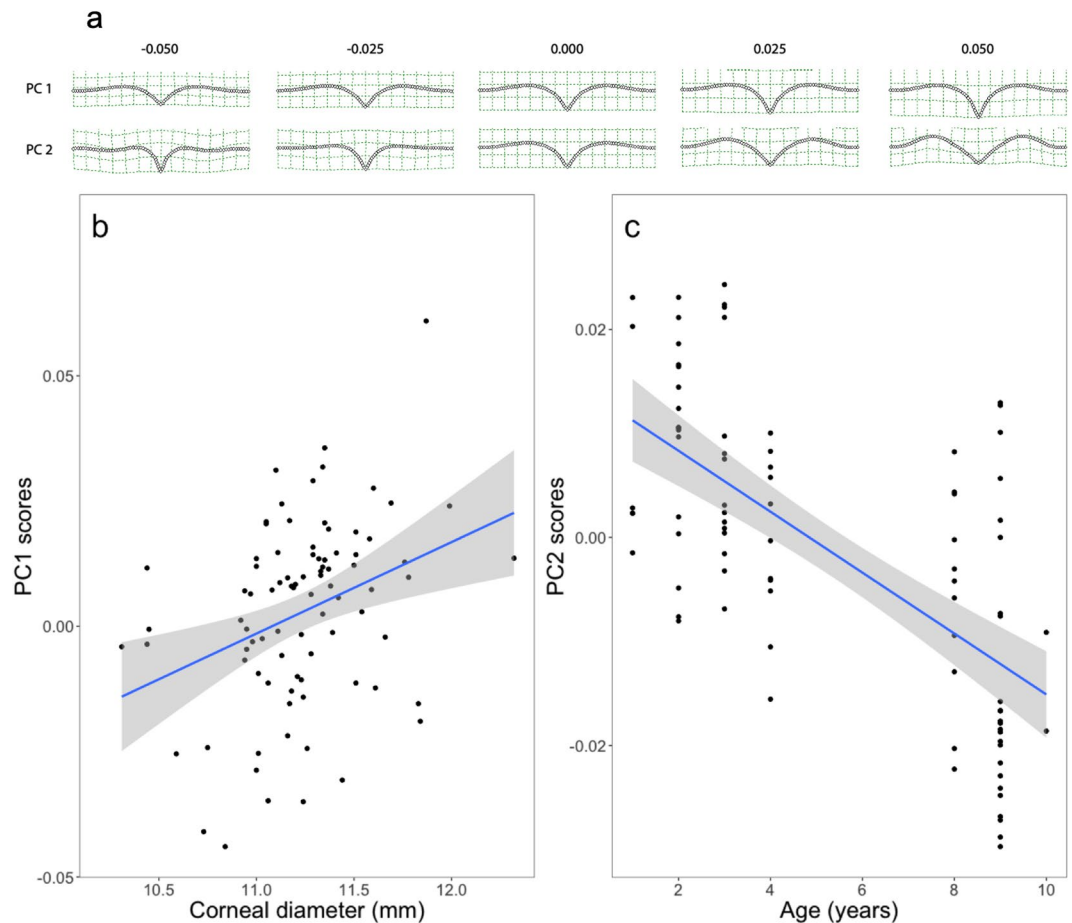 a
-0.050 -0.025 0.000 0.025 0.050
PC 1
PC 2
b
c
0.05
0.00
-0.05
PC1 scores
10.5 11.0 11.5 12.0
Corneal diameter (mm)
0.02
0.00
-0.02
PC2 scores
2 4 6 8 10
Age (years)